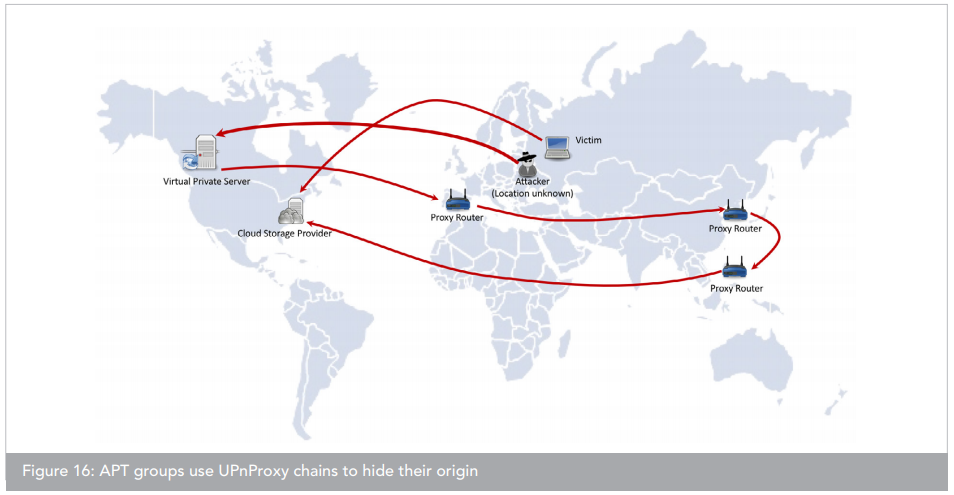 Victim
Attacker
(Location unknown)
Virtual Private Server
Proxy Router
Cloud Storage Provider
Proxy Router
Proxy Router
Figure 16: APT groups use UPnProxy chains to hide their origin